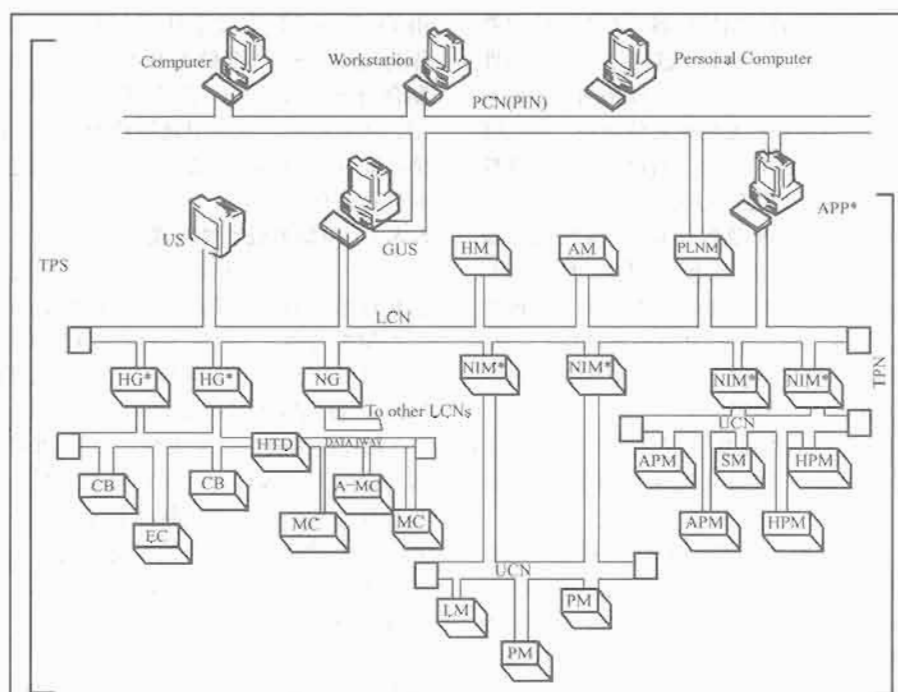 Computer
Workstation
Personal Computer
PCN(PIN)
US
GUS
HM
AM
PLNM
APP*
TPS
LCN
TPN
HG*
HG*
NG
NIM*
NIM*
NIM*
NIM*
To other LCNs
UCN
HTD
DATA IWAY
CB
CB
A-MC
APM
SM
HPM
EC
MC
MC
APM
HPM
UCN
LM
PM
PM